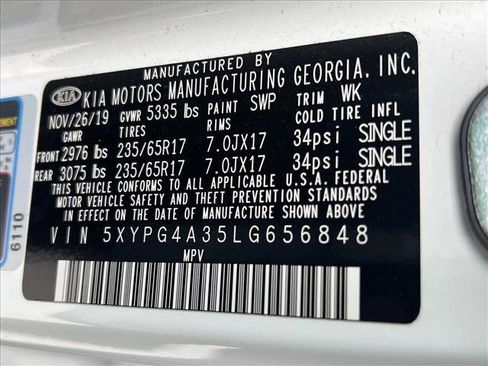 MANUFACTURED BY
KIA KIA MOTORS MANUFACTURING GEORGIA, INC.
NOV/26/19 GVWR 5335 lbs PAINT SWP TRIM WK
GAWR TIRES RIMS COLD TIRE INFL
FRONT 2976 lbs 235/65R17 7.0JX17 34psi SINGLE
REAR 3075 lbs 235/65R17 7.0JX17 34psi SINGLE
THIS VEHICLE CONFORMS TO ALL APPLICABLE U.S.A. FEDERAL
MOTOR VEHICLE SAFETY AND THEFT PREVENTION STANDARDS
IN EFFECT ON THE DATE OF MANUFACTURE SHOWN ABOVE.
VIN 5XYPG4A35LG656848
MPV
6110